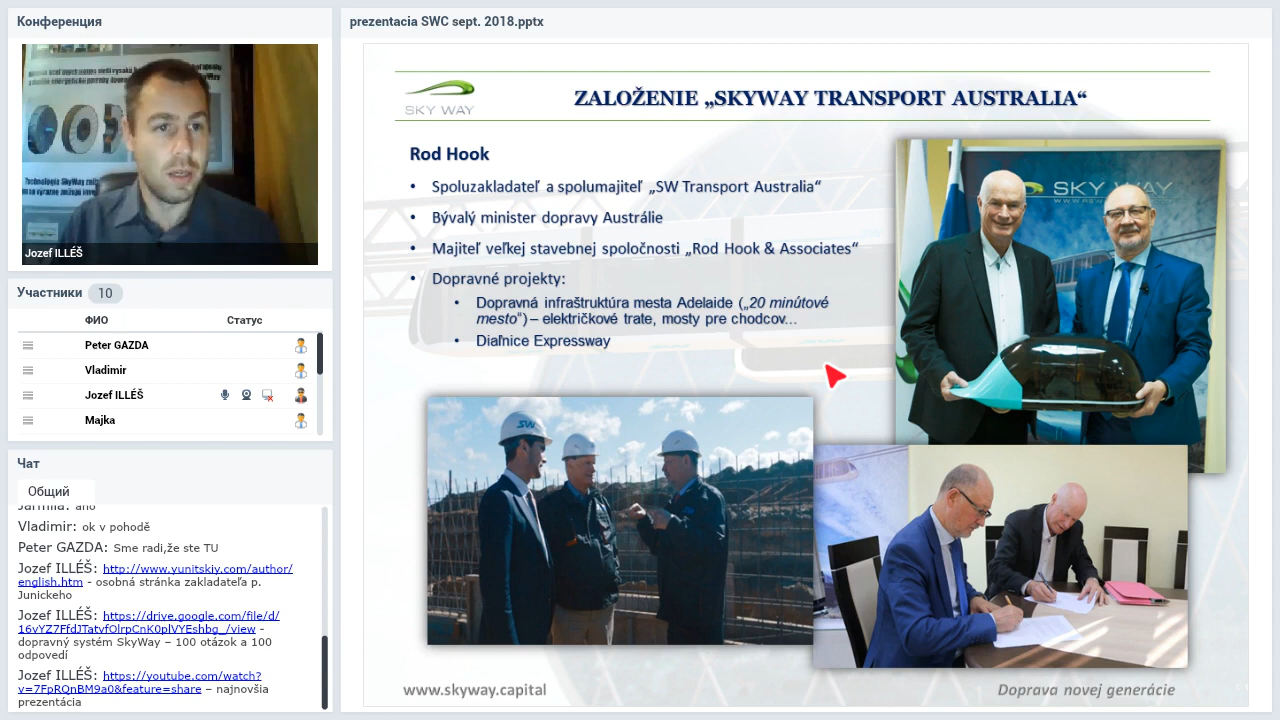 Конференция
Jozef ILLÉŠ
Участники 10
ФИО Статус
Peter GAZDA
Vladimir
Jozef ILLÉŠ
Majka
Чат
Общий
Jarmila: ano
Vladimir: ok v pohodě
Peter GAZDA: Sme radi,že ste TU
Jozef ILLÉŠ: http://www.yunitskiy.com/author/
english.htm - osobná stránka zakladateľa p.
Junickeho
Jozef ILLÉŠ: https://drive.google.com/file/d/
16vYZ7FfdJTatvfOlrpCnK0plVYEshbg_/view -
dopravný systém SkyWay – 100 otázok a 100
odpovedí
Jozef ILLÉŠ: https://youtube.com/watch?
v=7FpRQnBM9a0&feature=share – najnovšia
prezentácia
prezentacia SWC sept. 2018.pptx
SKY WAY
ZALOŽENIE „SKYWAY TRANSPORT AUSTRALIA“
Rod Hook
• Spoluzakladateľ a spolumajiteľ „SW Transport Australia“
• Bývalý minister dopravy Austrálie
• Majiteľ veľkej stavebnej spoločnosti „Rod Hook & Associates“
• Dopravné projekty:
• Dopravná infraštruktúra mesta Adelaide („20 minútové
mesto“) – električkové trate, mosty pre chodcov...
• Diaľnice Expressway
SKY WAY
SW
www.skyway.capital
Doprava novej generácie